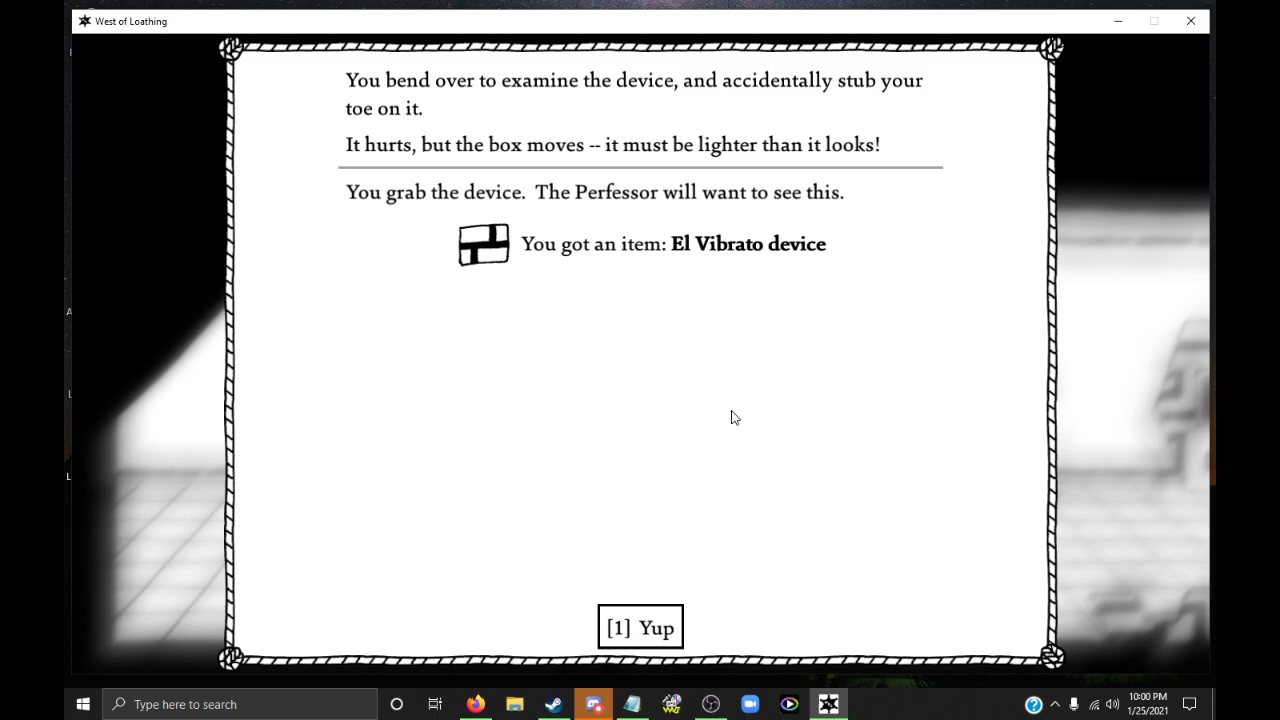 West of Loathing
You bend over to examine the device, and accidentally stub your
toe on it.
It hurts, but the box moves -- it must be lighter than it looks!
You grab the device.  The Perfessor will want to see this.
You got an item: El Vibrato device
[1] Yup
Type here to search
10:00 PM
1/25/2021